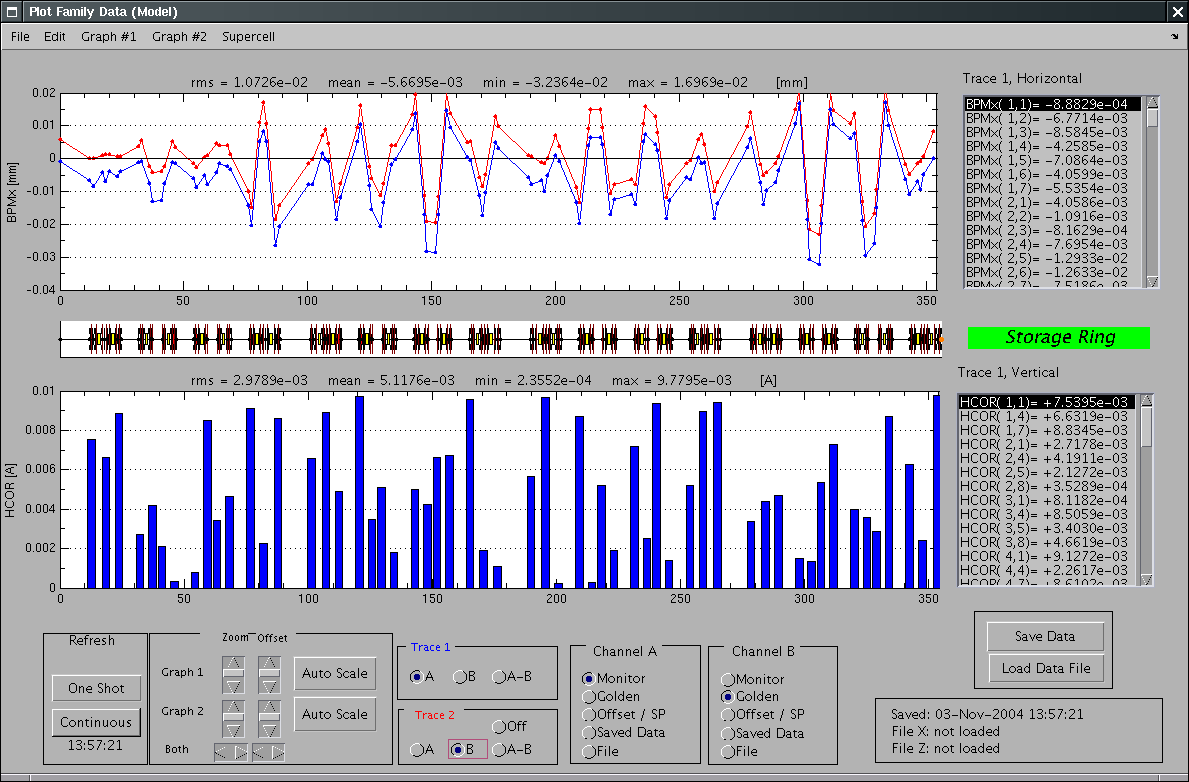 Plot Family Data (Model)
File Edit Graph #1 Graph #2 Supercell
rms = 1.0726e-02 mean = -5.6695e-03 min = -3.2364e-02 max = 1.6969e-02 [mm]
0.02
0.01
0
-0.01
-0.02
-0.03
-0.04
BPMx [mm]
0 50 100 150 200 250 300 350
Trace 1, Horizontal
BPMx( 1,1)= -8.8829e-04
BPMx( 1,2)= -6.7714e-03
BPMx( 1,3)= -8.5845e-03
BPMx( 1,4)= -4.2585e-03
BPMx( 1,5)= -7.0894e-03
BPMx( 1,6)= -4.0599e-03
BPMx( 1,7)= -5.5354e-03
BPMx( 2,1)= -4.0586e-03
BPMx( 2,2)= -1.0916e-03
BPMx( 2,3)= -8.1629e-04
BPMx( 2,4)= -7.6954e-03
BPMx( 2,5)= -1.2933e-02
BPMx( 2,6)= -1.2633e-02
BPMx( 2,7)= -7.5186e-03
Storage Ring
rms = 2.9789e-03 mean = 5.1176e-03 min = 2.3552e-04 max = 9.7795e-03 [A]
0.01
0.008
0.006
0.004
0.002
0
HCOR [A]
0 50 100 150 200 250 300 350
Trace 1, Vertical
HCOR( 1,1)= +7.5395e-03
HCOR( 1,4)= +6.6319e-03
HCOR( 1,7)= +8.8345e-03
HCOR( 2,1)= +2.7178e-03
HCOR( 2,4)= +4.1911e-03
HCOR( 2,5)= +2.1272e-03
HCOR( 2,8)= +3.5289e-04
HCOR( 3,1)= +8.1182e-04
HCOR( 3,4)= +8.5059e-03
HCOR( 3,5)= +3.4030e-03
HCOR( 3,8)= +4.6619e-03
HCOR( 4,1)= +9.1272e-03
HCOR( 4,4)= +2.2617e-03
HCOR( 4,7)= +8.6102e-03
Refresh
One Shot
Continuous
13:57:21
Zoom Offset
Graph 1
Auto Scale
Graph 2
Auto Scale
Both
Trace 1
A B A-B
Trace 2
Off
A B A-B
Channel A
Monitor
Golden
Offset / SP
Saved Data
File
Channel B
Monitor
Golden
Offset / SP
Saved Data
File
Save Data
Load Data File
Saved: 03-Nov-2004 13:57:21
File X: not loaded
File Z: not loaded